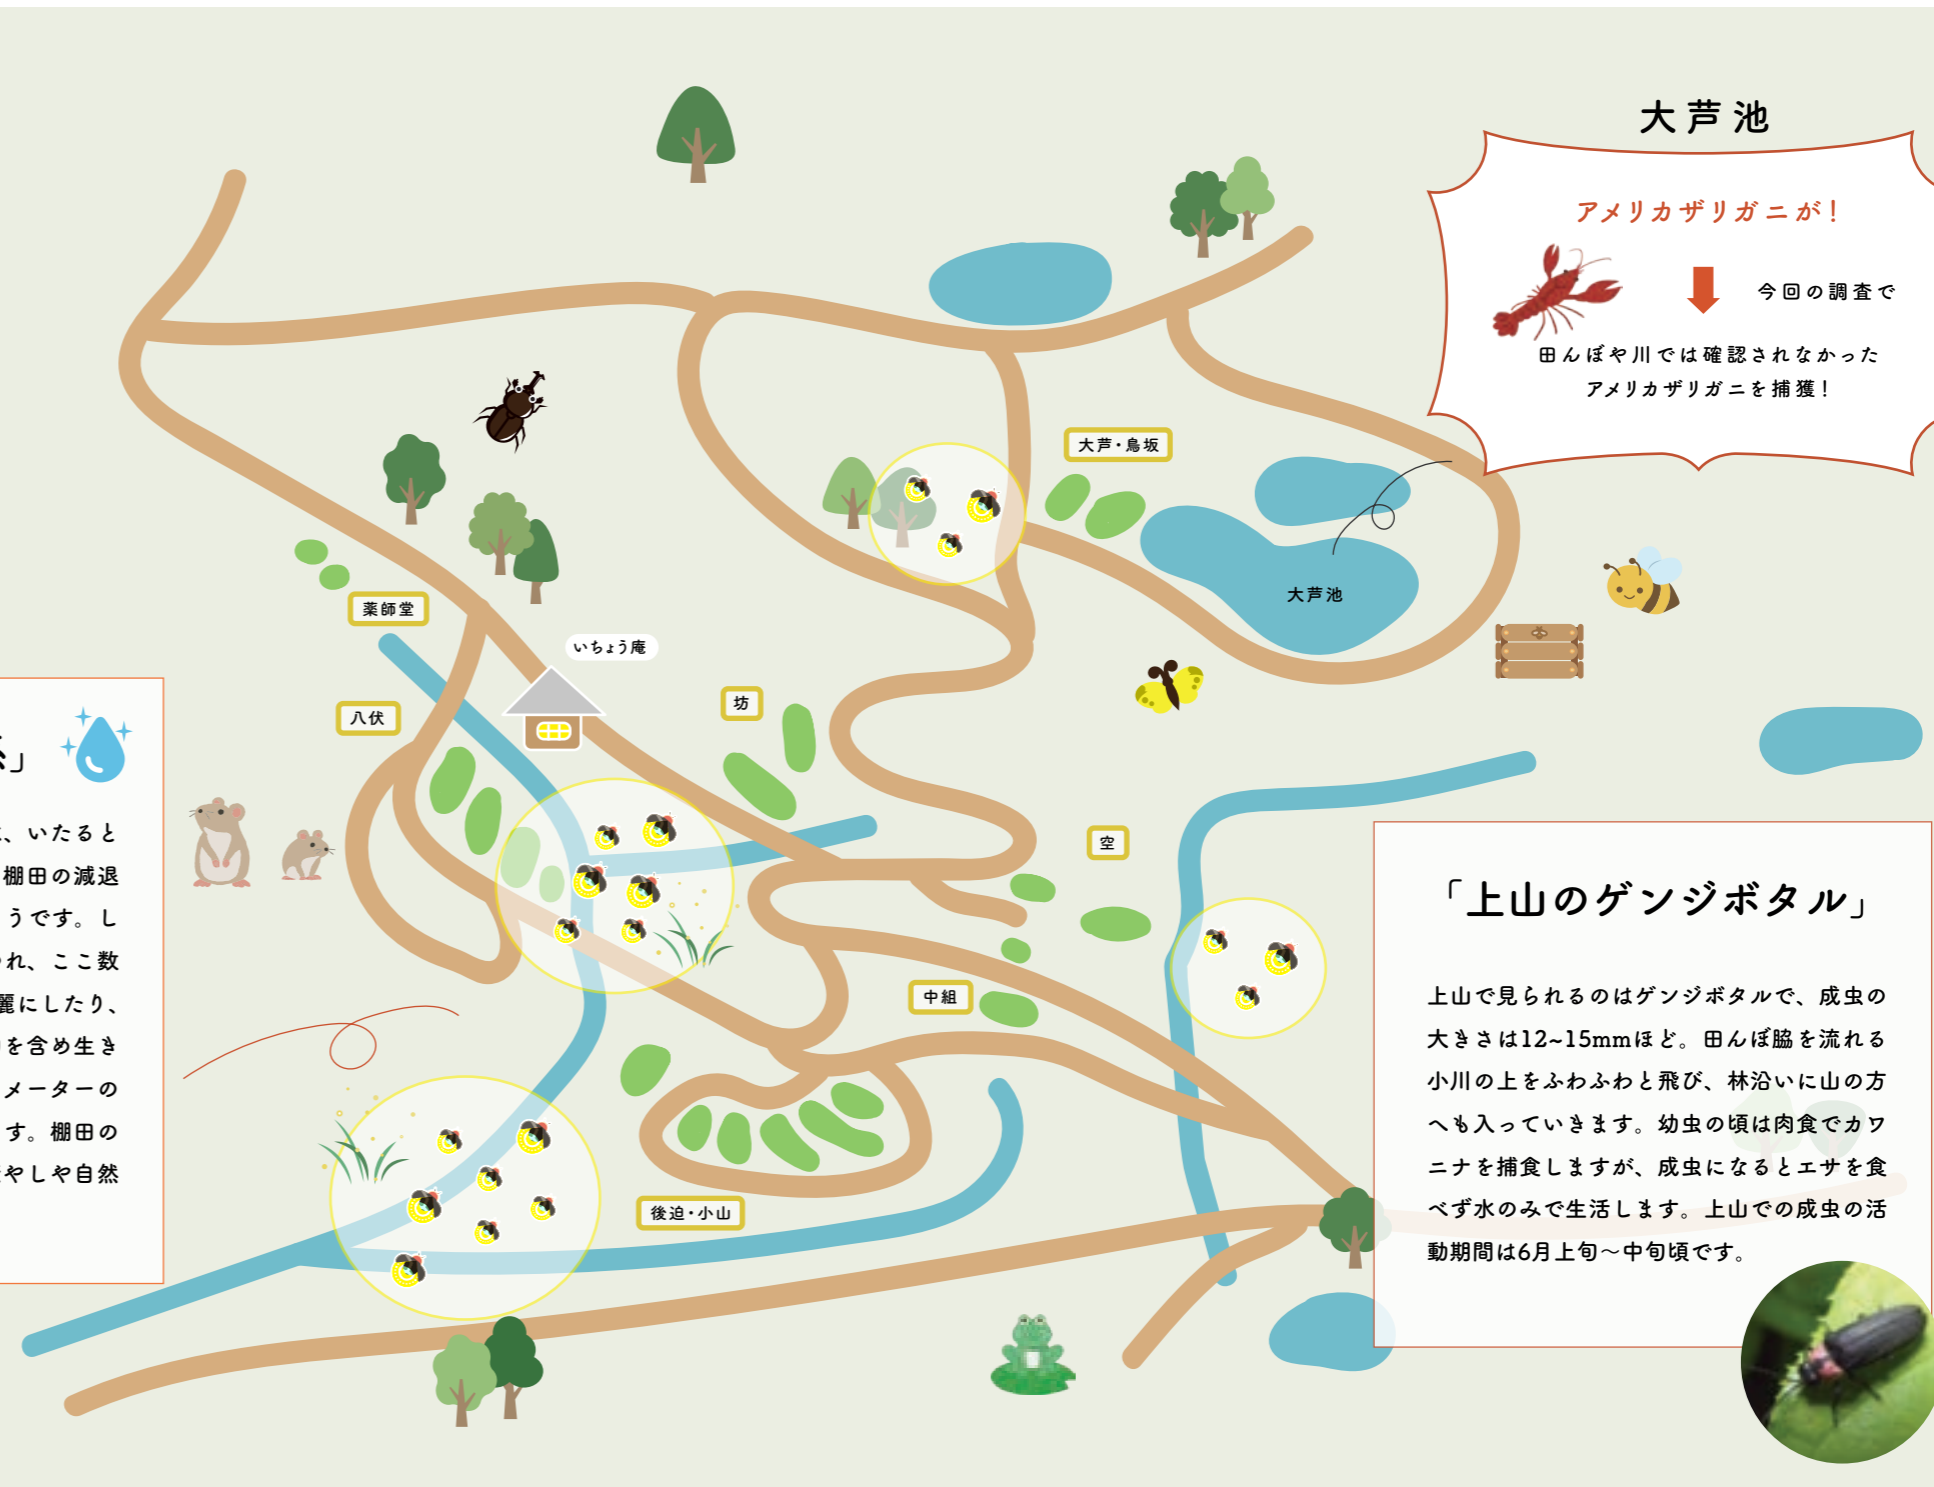 大芦池
アメリカザリガニが！
今回の調査で
田んぼや川では確認されなかった
アメリカザリガニを捕獲！
大芦・鳥坂
大芦池
薬師堂
いちょう庵
八伏
坊
空
中組
後迫・小山
」
、いたると
棚田の減退
うです。し
れ、ここ数
麗にしたり、
を含め生き
メーターの
す。棚田の
やしや自然
「上山のゲンジボタル」
上山で見られるのはゲンジボタルで、成虫の
大きさは12~15mmほど。田んぼ脇を流れる
小川の上をふわふわと飛び、林沿いに山の方
へも入っていきます。幼虫の頃は肉食でカワ
ニナを捕食しますが、成虫になるとエサを食
べず水のみで生活します。上山での成虫の活
動期間は6月上旬〜中旬頃です。